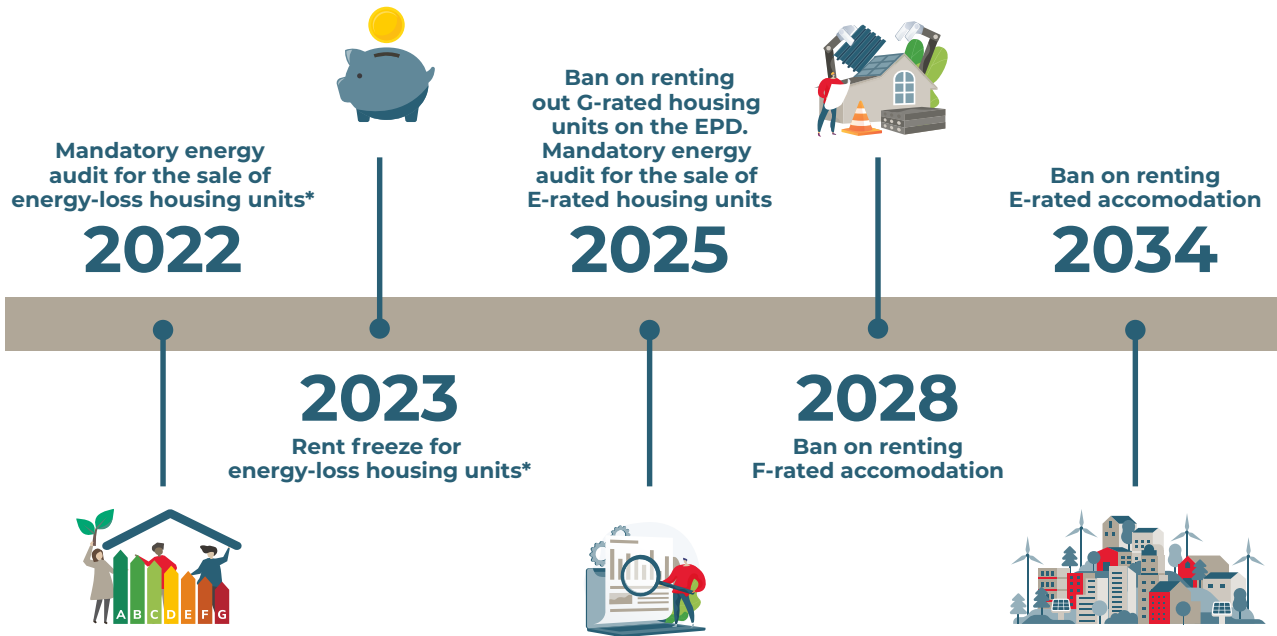 Mandatory energy
audit for the sale of
energy-loss housing units*
2022
2023
Rent freeze for
energy-loss housing units*
Ban on renting
out G-rated housing
units on the EPD.
Mandatory energy
audit for the sale of
E-rated housing units
2025
2028
Ban on renting
F-rated accomodation
Ban on renting
E-rated accomodation
2034
A B C D E F G